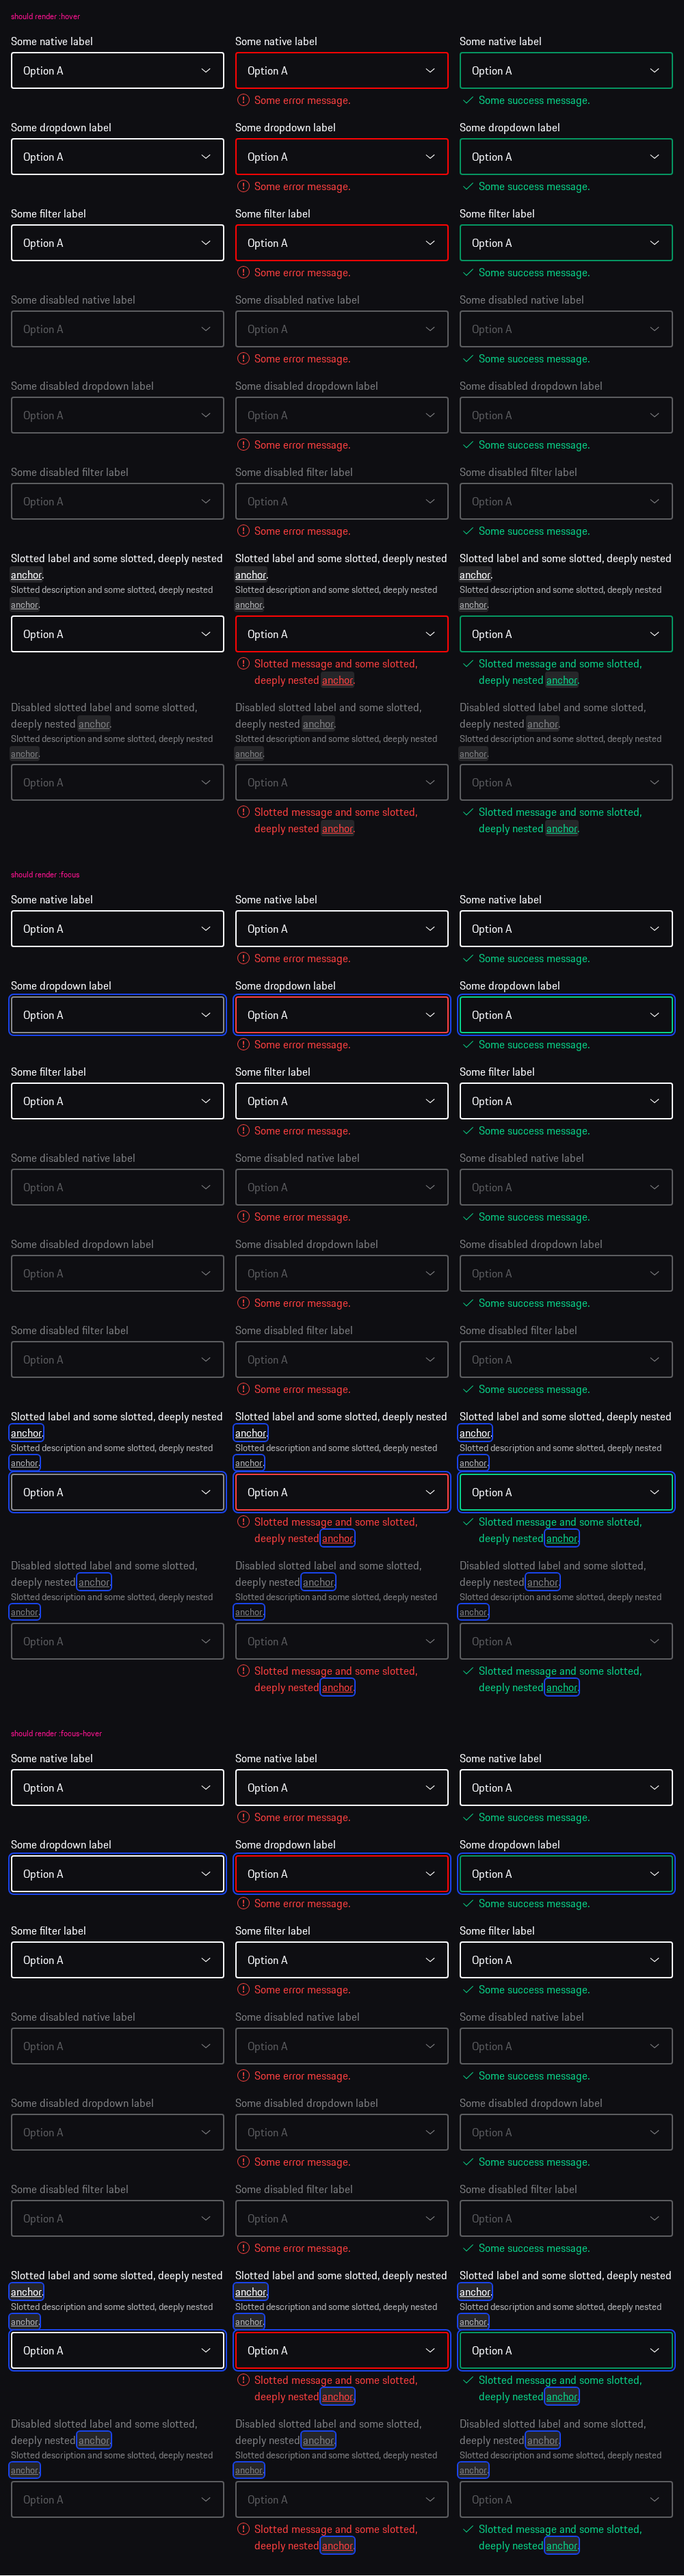 should render :hover
Some native label
Some native label
Some native label
Option A
Option A
Option A
Some error message.
Some success message.
Some dropdown label
Some dropdown label
Some dropdown label
Option A
Option A
Option A
Some error message.
Some success message.
Some filter label
Some filter label
Some filter label
Option A
Option A
Option A
Some error message.
Some success message.
Some disabled native label
Some disabled native label
Some disabled native label
Option A
Option A
Option A
Some error message.
Some success message.
Some disabled dropdown label
Some disabled dropdown label
Some disabled dropdown label
Option A
Option A
Option A
Some error message.
Some success message.
Some disabled filter label
Some disabled filter label
Some disabled filter label
Option A
Option A
Option A
Some error message.
Some success message.
Slotted label and some slotted, deeply nested
anchor.
Slotted description and some slotted, deeply nested
anchor.
Option A
Slotted label and some slotted, deeply nested
anchor.
Slotted description and some slotted, deeply nested
anchor.
Option A
Slotted message and some slotted,
deeply nested anchor.
Slotted label and some slotted, deeply nested
anchor.
Slotted description and some slotted, deeply nested
anchor.
Option A
Slotted message and some slotted,
deeply nested anchor.
Disabled slotted label and some slotted,
deeply nested anchor.
Slotted description and some slotted, deeply nested
anchor.
Option A
Disabled slotted label and some slotted,
deeply nested anchor.
Slotted description and some slotted, deeply nested
anchor.
Option A
Slotted message and some slotted,
deeply nested anchor.
Disabled slotted label and some slotted,
deeply nested anchor.
Slotted description and some slotted, deeply nested
anchor.
Option A
Slotted message and some slotted,
deeply nested anchor.
should render :focus
Some native label
Some native label
Some native label
Option A
Option A
Option A
Some error message.
Some success message.
Some dropdown label
Some dropdown label
Some dropdown label
Option A
Option A
Option A
Some error message.
Some success message.
Some filter label
Some filter label
Some filter label
Option A
Option A
Option A
Some error message.
Some success message.
Some disabled native label
Some disabled native label
Some disabled native label
Option A
Option A
Option A
Some error message.
Some success message.
Some disabled dropdown label
Some disabled dropdown label
Some disabled dropdown label
Option A
Option A
Option A
Some error message.
Some success message.
Some disabled filter label
Some disabled filter label
Some disabled filter label
Option A
Option A
Option A
Some error message.
Some success message.
Slotted label and some slotted, deeply nested
anchor.
Slotted description and some slotted, deeply nested
anchor.
Option A
Slotted label and some slotted, deeply nested
anchor.
Slotted description and some slotted, deeply nested
anchor.
Option A
Slotted message and some slotted,
deeply nested anchor.
Slotted label and some slotted, deeply nested
anchor.
Slotted description and some slotted, deeply nested
anchor.
Option A
Slotted message and some slotted,
deeply nested anchor.
Disabled slotted label and some slotted,
deeply nested anchor.
Slotted description and some slotted, deeply nested
anchor.
Option A
Disabled slotted label and some slotted,
deeply nested anchor.
Slotted description and some slotted, deeply nested
anchor.
Option A
Slotted message and some slotted,
deeply nested anchor.
Disabled slotted label and some slotted,
deeply nested anchor.
Slotted description and some slotted, deeply nested
anchor.
Option A
Slotted message and some slotted,
deeply nested anchor.
should render :focus-hover
Some native label
Some native label
Some native label
Option A
Option A
Option A
Some error message.
Some success message.
Some dropdown label
Some dropdown label
Some dropdown label
Option A
Option A
Option A
Some error message.
Some success message.
Some filter label
Some filter label
Some filter label
Option A
Option A
Option A
Some error message.
Some success message.
Some disabled native label
Some disabled native label
Some disabled native label
Option A
Option A
Option A
Some error message.
Some success message.
Some disabled dropdown label
Some disabled dropdown label
Some disabled dropdown label
Option A
Option A
Option A
Some error message.
Some success message.
Some disabled filter label
Some disabled filter label
Some disabled filter label
Option A
Option A
Option A
Some error message.
Some success message.
Slotted label and some slotted, deeply nested
anchor.
Slotted description and some slotted, deeply nested
anchor.
Option A
Slotted label and some slotted, deeply nested
anchor.
Slotted description and some slotted, deeply nested
anchor.
Option A
Slotted message and some slotted,
deeply nested anchor.
Slotted label and some slotted, deeply nested
anchor.
Slotted description and some slotted, deeply nested
anchor.
Option A
Slotted message and some slotted,
deeply nested anchor.
Disabled slotted label and some slotted,
deeply nested anchor.
Slotted description and some slotted, deeply nested
anchor.
Option A
Disabled slotted label and some slotted,
deeply nested anchor.
Slotted description and some slotted, deeply nested
anchor.
Option A
Slotted message and some slotted,
deeply nested anchor.
Disabled slotted label and some slotted,
deeply nested anchor.
Slotted description and some slotted, deeply nested
anchor.
Option A
Slotted message and some slotted,
deeply nested anchor.